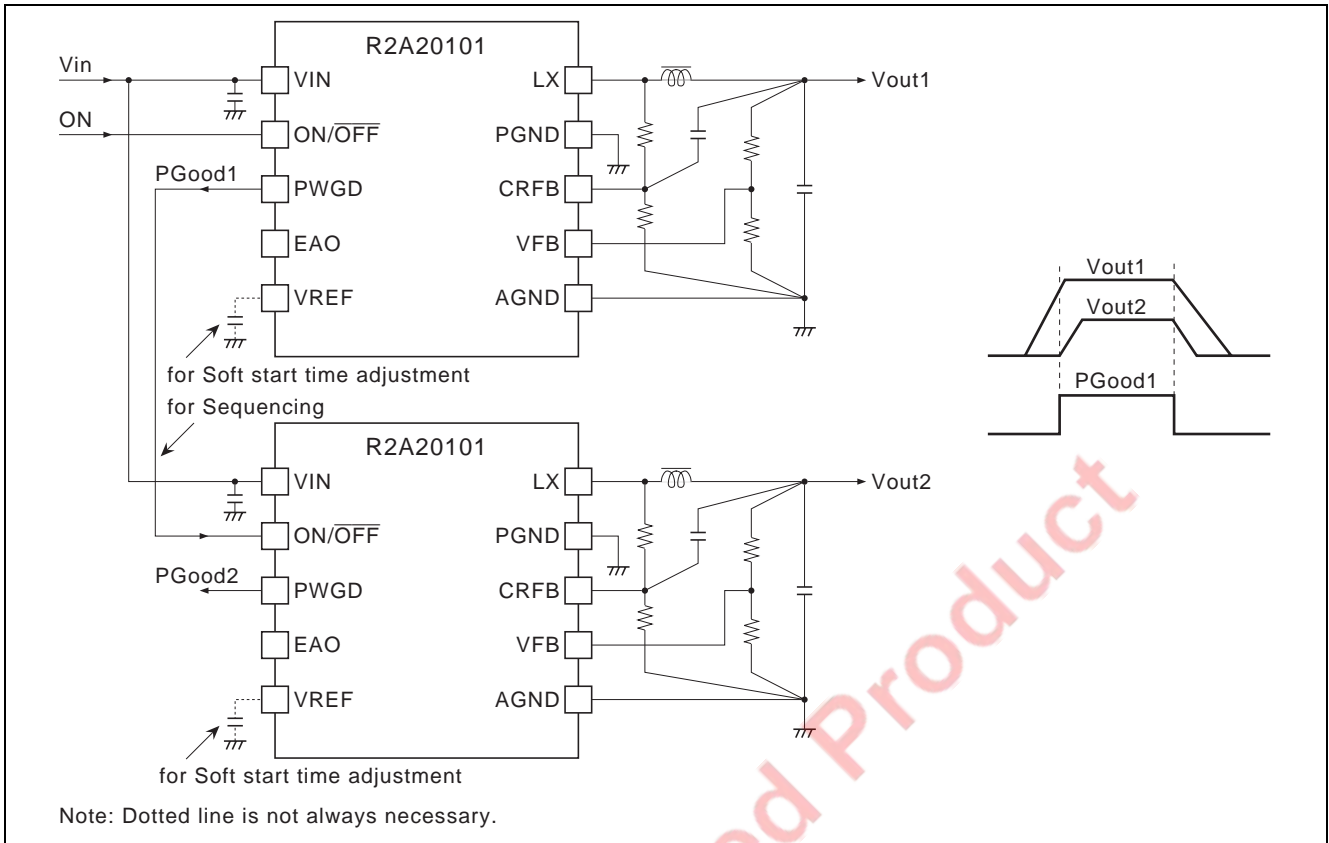 R2A20101
Vin
VIN
LX
Vout1
ON
ON/OFF
PGND
PGood1
PWGD
CRFB
EAO
VFB
VREF
AGND
for Soft start time adjustment
for Sequencing
Vout1
Vout2
PGood1
R2A20101
VIN
LX
Vout2
ON/OFF
PGND
PGood2
PWGD
CRFB
EAO
VFB
VREF
AGND
for Soft start time adjustment
Note: Dotted line is not always necessary.
Product